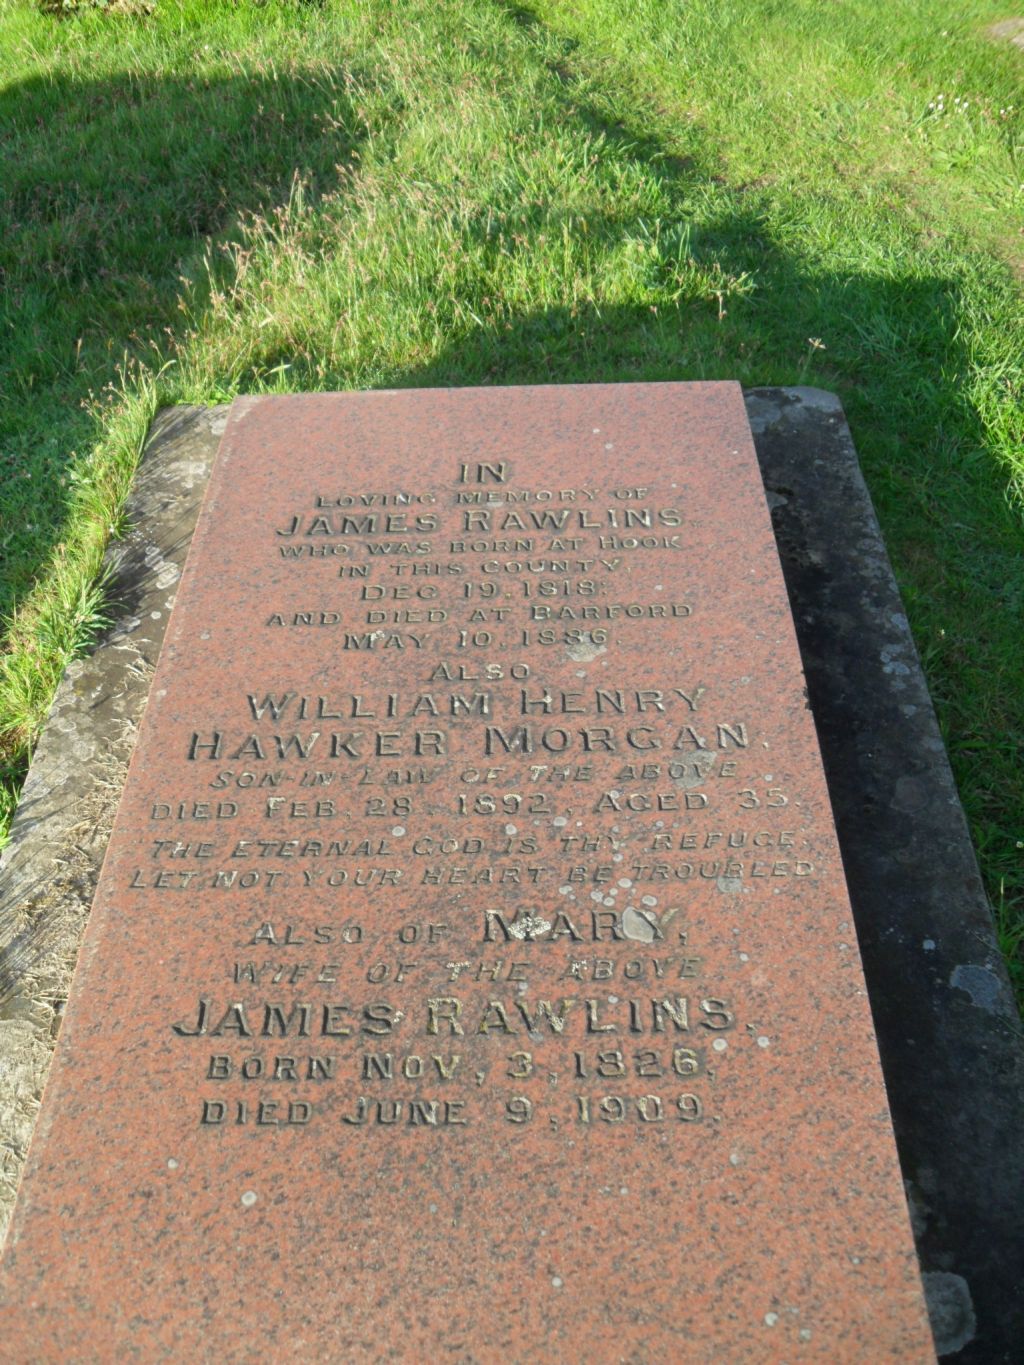 IN
LOVING MEMORY OF
JAMES RAWLINS,
WHO WAS BORN AT HOOK
IN THIS COUNTY,
DEC 19. 1818:
AND DIED AT BARFORD
MAY 10. 1886.
ALSO
WILLIAM HENRY
HAWKER MORGAN,
SON-IN-LAW OF THE ABOVE
DIED FEB. 28. 1892, AGED 35.
THE ETERNAL GOD IS THY REFUGE.
LET NOT YOUR HEART BE TROUBLED
ALSO OF MARY,
WIFE OF THE ABOVE
JAMES RAWLINS.
BORN NOV, 3, 1826,
DIED JUNE 9, 1909.